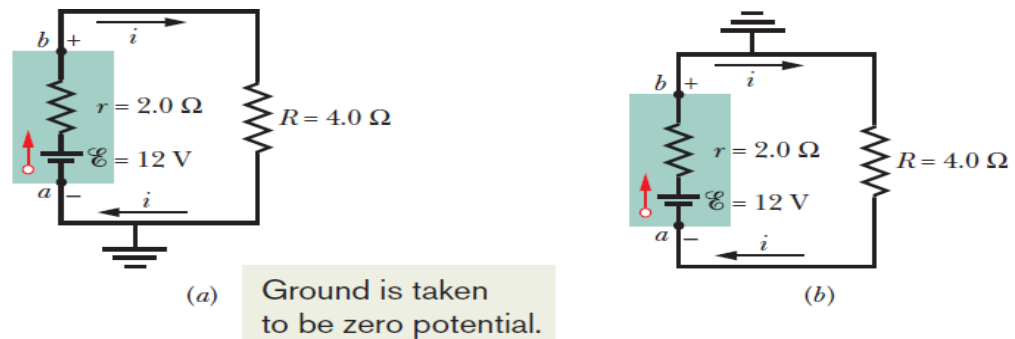 b +
i
r = 2.0 Ω
R = 4.0 Ω
ℰ = 12 V
a –
i
(a)
Ground is taken
to be zero potential.
b +
i
r = 2.0 Ω
R = 4.0 Ω
ℰ = 12 V
a –
i
(b)